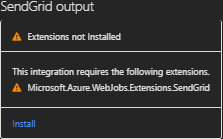 SendGrid output
Extensions not Installed
This integration requires the following extensions.
Microsoft.Azure.WebJobs.Extensions.SendGrid
Install